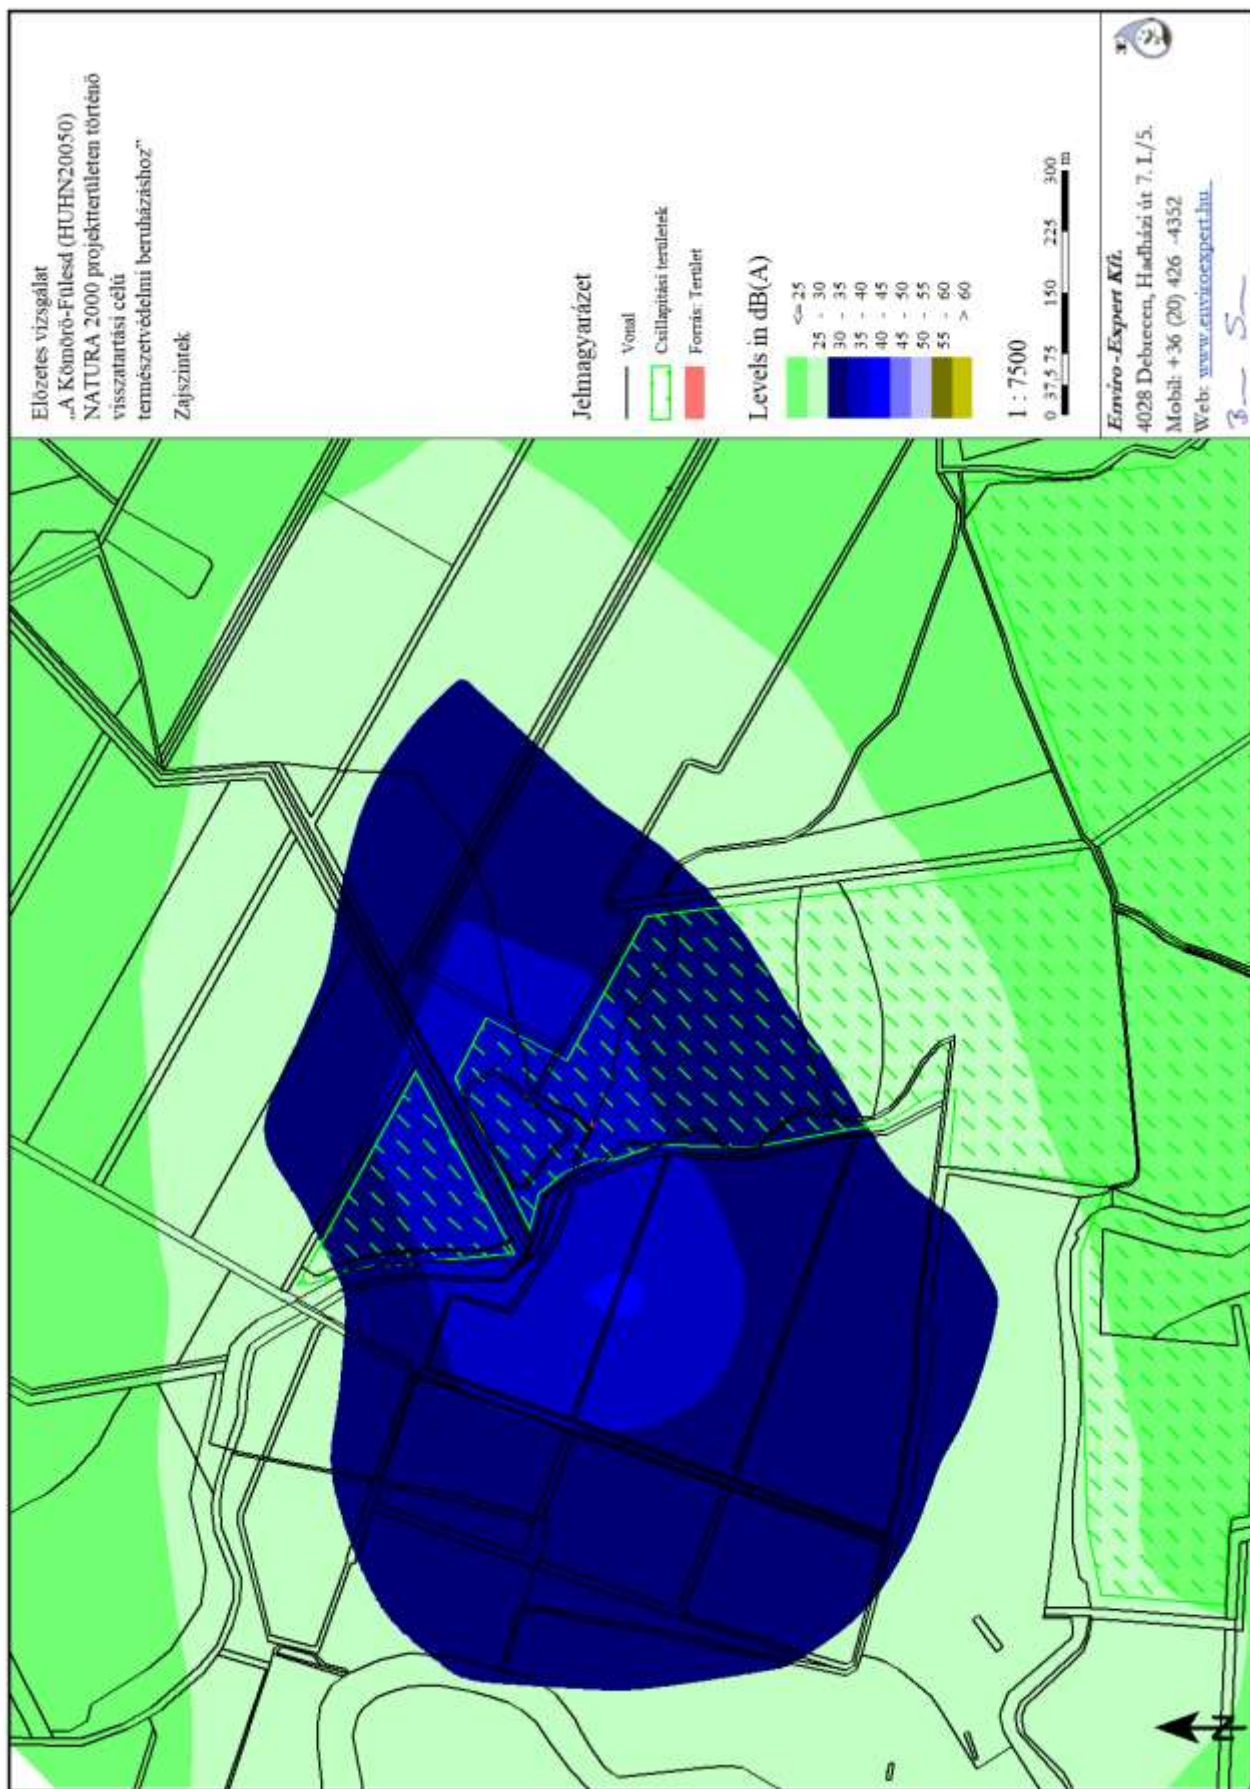 Előzetes vizsgálat
„A Kömörő-Fülesd (HUHN20050)
NATURA 2000 projektterületen történő
visszatartási célú
természetvédelmi beruházáshoz”
Zajszintek
Jelmagyarázet
Vonal
Csillapítási területek
Forrás: Terület
Levels in dB(A)
<= 25
25 - 30
30 - 35
35 - 40
40 - 45
45 - 50
50 - 55
55 - 60
> 60
1 : 7500
0 37,5 75 150 225 300
m
Enviro-Expert Kft.
4028 Debrecen, Hadházi út 7. I./5.
Mobil: +36 (20) 426 -4352
Web: www.enviroexpert.hu
N